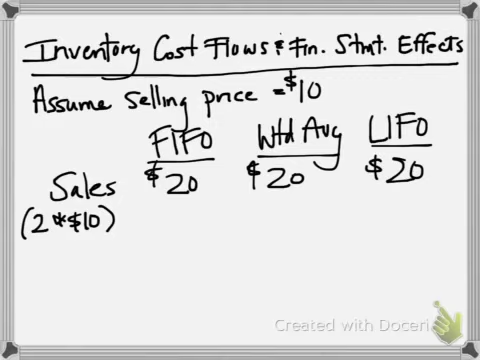 Inventory Cost Flows & Fin. Stmt. Effects
Assume selling price = $10
FIFO Wtd Avg LIFO
Sales $20 $20 $20
(2 * $10)
Created with Doceri